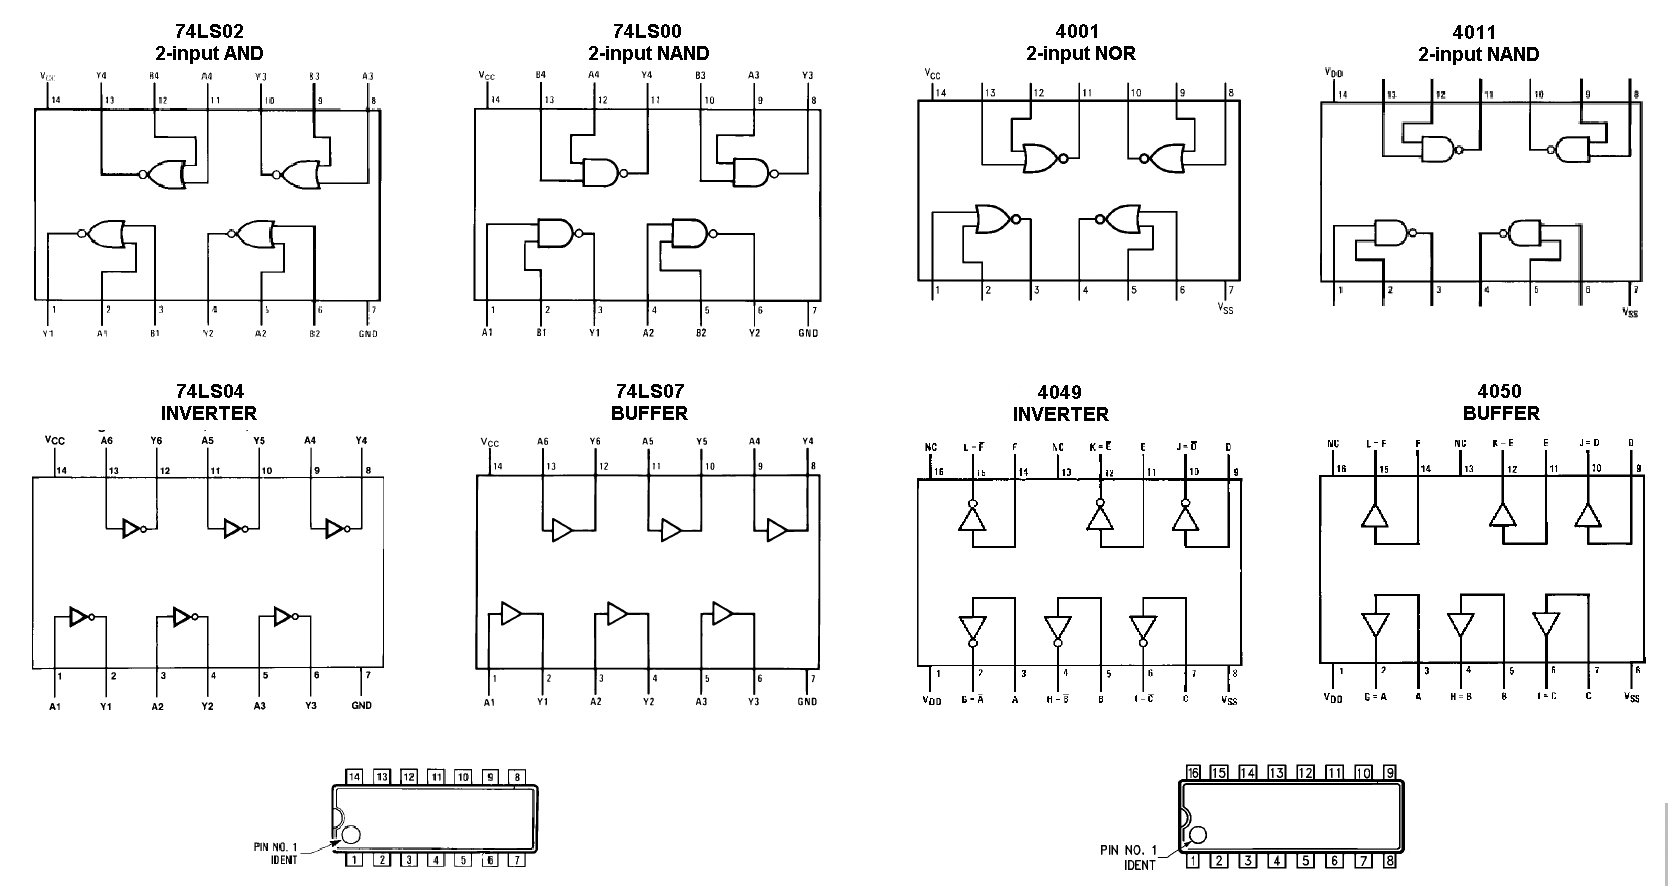 74LS02
2-input AND
VCC Y4 B4 A4 Y3 B3 A3
14 13 12 11 10 9 8
1 2 3 4 5 6 7
Y1 A1 B1 Y2 A2 B2 GND
74LS00
2-input NAND
VCC B4 A4 Y4 B3 A3 Y3
14 13 12 11 10 9 8
1 2 3 4 5 6 7
A1 B1 Y1 A2 B2 Y2 GND
4001
2-input NOR
VCC
14 13 12 11 10 9 8
1 2 3 4 5 6 7
VSS
4011
2-input NAND
VDD
14 13 12 11 10 9 8
1 2 3 4 5 6 7
VSS
74LS04
INVERTER
VCC A6 Y6 A5 Y5 A4 Y4
14 13 12 11 10 9 8
1 2 3 4 5 6 7
A1 Y1 A2 Y2 A3 Y3 GND
74LS07
BUFFER
VCC A6 Y6 A5 Y5 A4 Y4
14 13 12 11 10 9 8
1 2 3 4 5 6 7
A1 Y1 A2 Y2 A3 Y3 GND
4049
INVERTER
NC L=F̅ F NC K=E̅ E J=D̅ D
16 15 14 13 12 11 10 9
1 2 3 4 5 6 7 8
VDD G=A̅ A H=B̅ B I=C̅ C VSS
4050
BUFFER
NC L=F F NC K=E E J=D D
16 15 14 13 12 11 10 9
1 2 3 4 5 6 7 8
VDD G=A A H=B B I=C C VSS
14 13 12 11 10 9 8
PIN NO. 1
IDENT
1 2 3 4 5 6 7
16 15 14 13 12 11 10 9
PIN NO. 1
IDENT
1 2 3 4 5 6 7 8